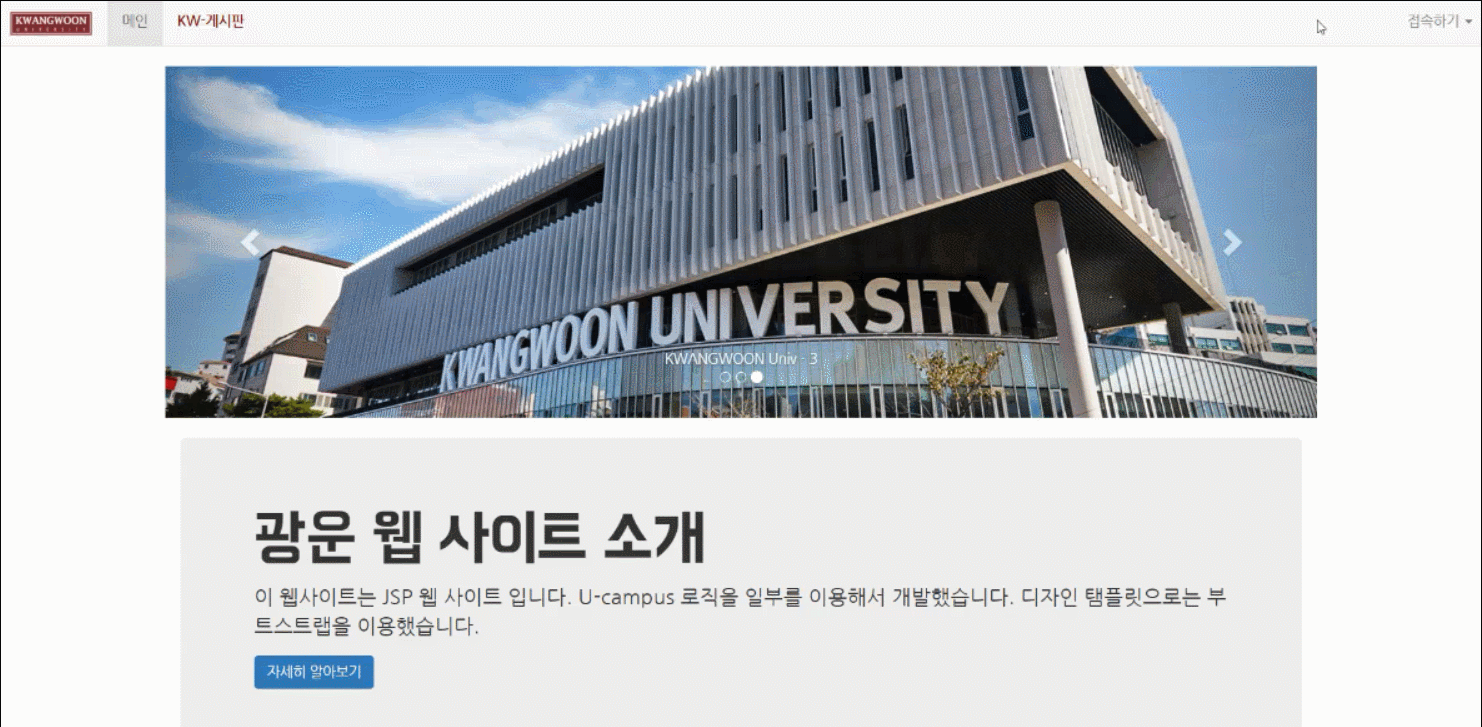 KWANGWOON
UNIVERSITY
메인
KW-게시판
접속하기
KWANGWOON UNIVERSITY
KWANGWOON Univ - 3
광운 웹 사이트 소개
이 웹사이트는 JSP 웹 사이트 입니다. U-campus 로직을 일부를 이용해서 개발했습니다. 디자인 탬플릿으로는 부
트스트랩을 이용했습니다.
자세히 알아보기